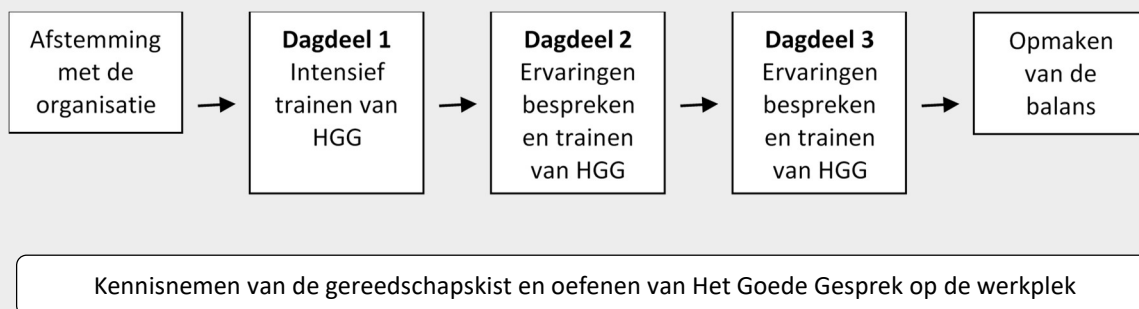 Afstemming
met de
organisatie
Dagdeel 1
Intensief
trainen van
HGG
Dagdeel 2
Ervaringen
bespreken
en trainen
van HGG
Dagdeel 3
Ervaringen
bespreken
en trainen
van HGG
Opmaken
van de
balans
Kennisnemen van de gereedschapskist en oefenen van Het Goede Gesprek op de werkplek